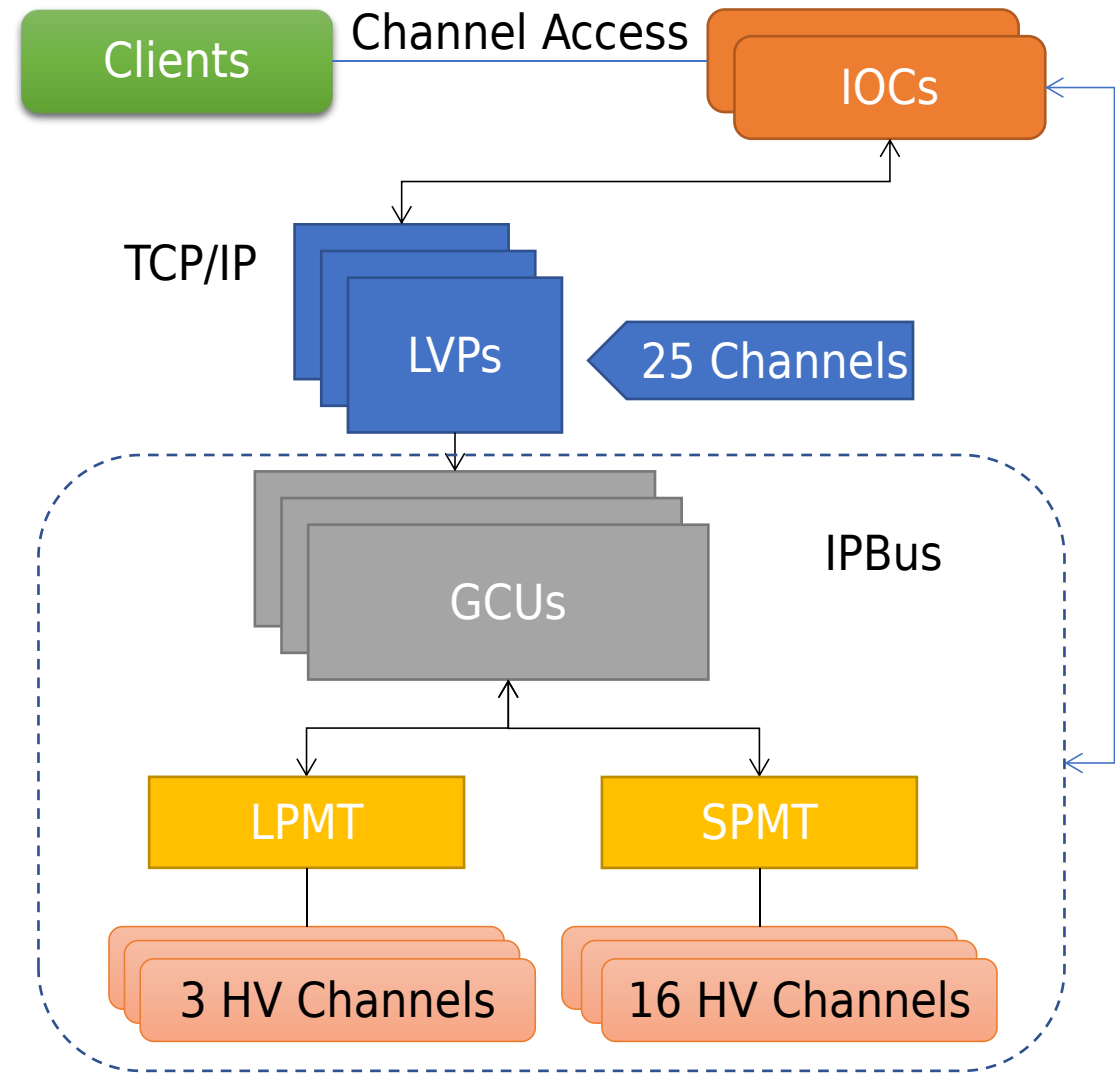 Clients
Channel Access
IOCs
TCP/IP
LVPs
25 Channels
IPBus
GCUs
LPMT
SPMT
3 HV Channels
16 HV Channels